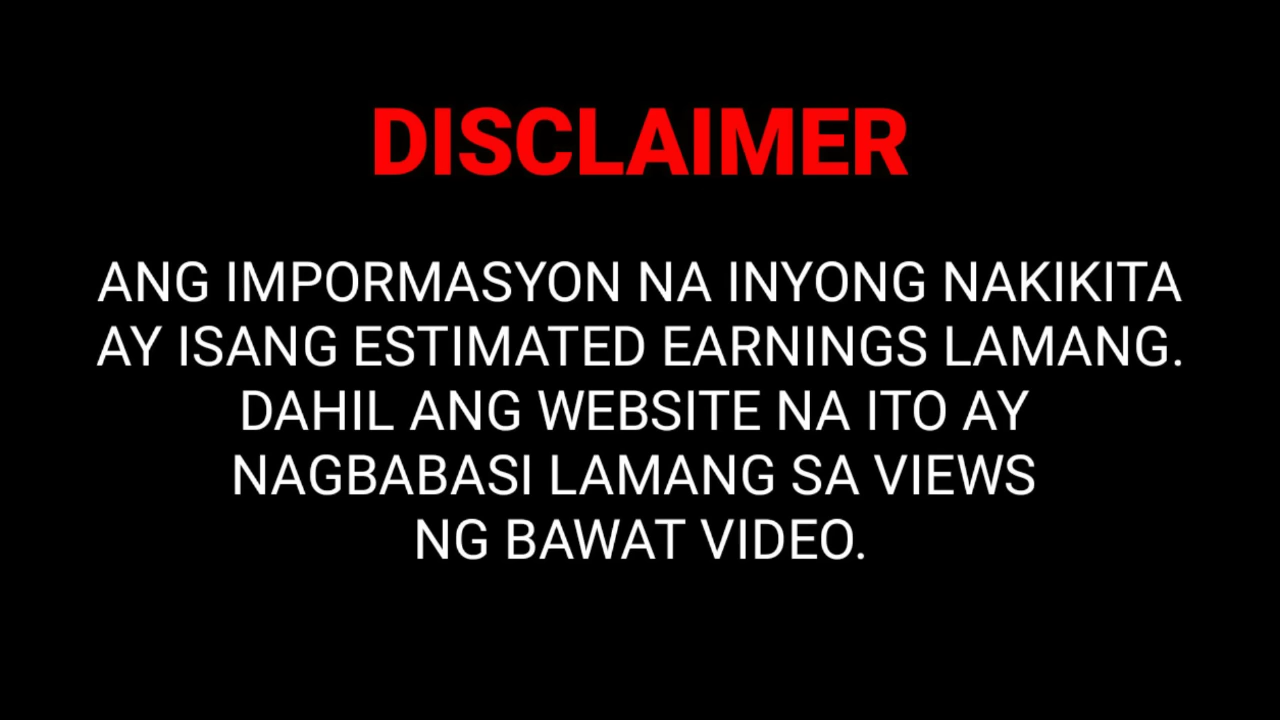 DISCLAIMER
ANG IMPORMASYON NA INYONG NAKIKITA
AY ISANG ESTIMATED EARNINGS LAMANG.
DAHIL ANG WEBSITE NA ITO AY
NAGBABASI LAMANG SA VIEWS
NG BAWAT VIDEO.